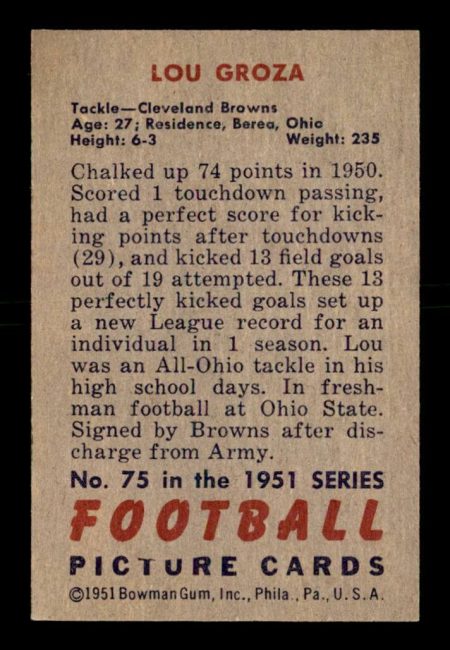 LOU GROZA
Tackle—Cleveland Browns
Age: 27; Residence, Berea, Ohio
Height: 6-3 Weight: 235
Chalked up 74 points in 1950.
Scored 1 touchdown passing,
had a perfect score for kick-
ing points after touchdowns
(29), and kicked 13 field goals
out of 19 attempted. These 13
perfectly kicked goals set up
a new League record for an
individual in 1 season. Lou
was an All-Ohio tackle in his
high school days. In fresh-
man football at Ohio State.
Signed by Browns after dis-
charge from Army.
No. 75 in the 1951 SERIES
FOOTBALL
PICTURE CARDS
©1951 Bowman Gum, Inc., Phila., Pa., U.S.A.